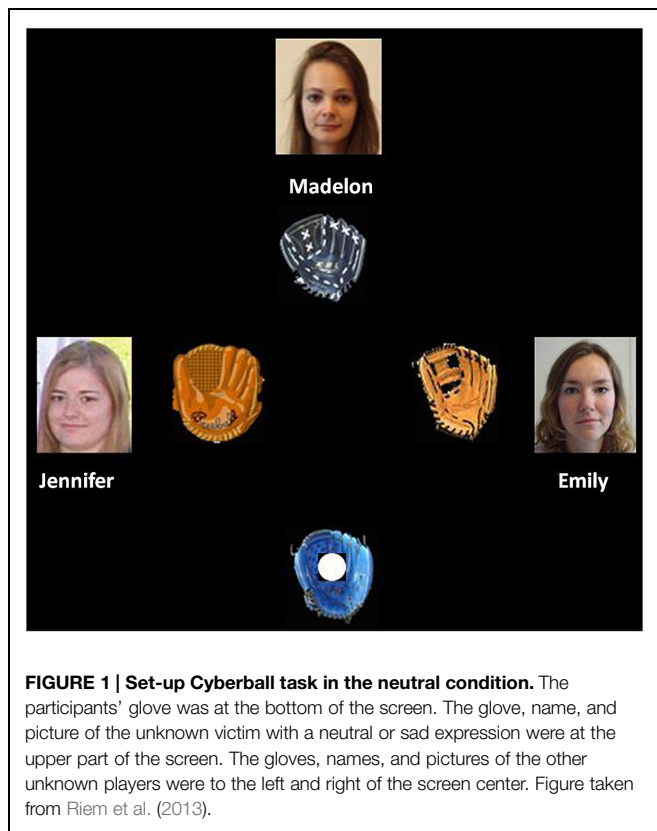 Madelon
Baseball
Jennifer
Emily
FIGURE 1 | Set-up Cyberball task in the neutral condition. The
participants’ glove was at the bottom of the screen. The glove, name, and
picture of the unknown victim with a neutral or sad expression were at the
upper part of the screen. The gloves, names, and pictures of the other
unknown players were to the left and right of the screen center. Figure taken
from Riem et al. (2013).